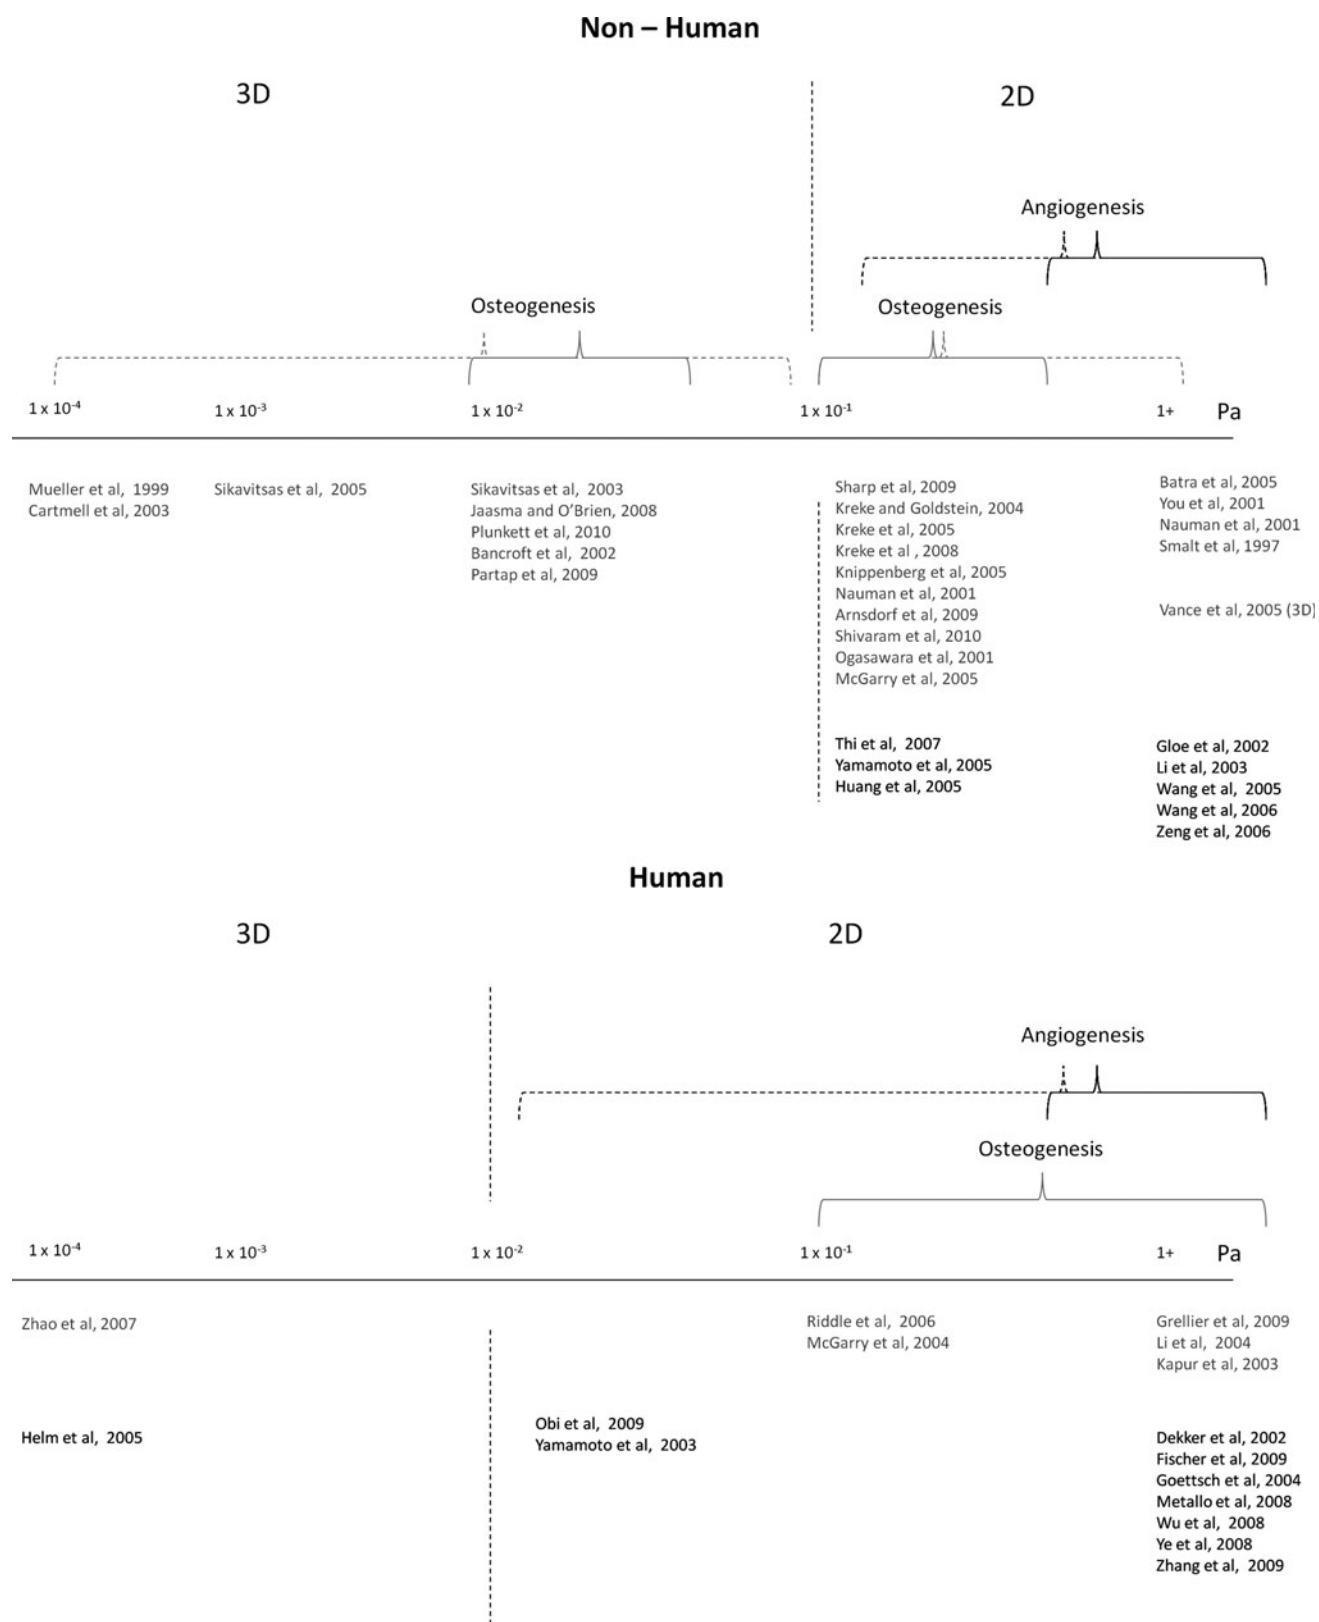 Non – Human
3D
2D
Angiogenesis
Osteogenesis
Osteogenesis
1 x 10⁻⁴
1 x 10⁻³
1 x 10⁻²
1 x 10⁻¹
1+
Pa
Mueller et al, 1999
Cartmell et al, 2003
Sikavitsas et al, 2005
Sikavitsas et al, 2003
Jaasma and O'Brien, 2008
Plunkett et al, 2010
Bancroft et al, 2002
Partap et al, 2009
Sharp et al, 2009
Kreke and Goldstein, 2004
Kreke et al, 2005
Kreke et al , 2008
Knippenberg et al, 2005
Nauman et al, 2001
Arnsdorf et al, 2009
Shivaram et al, 2010
Ogasawara et al, 2001
McGarry et al, 2005
Batra et al, 2005
You et al, 2001
Nauman et al, 2001
Smalt et al, 1997
Vance et al, 2005 (3D)
Thi et al, 2007
Yamamoto et al, 2005
Huang et al, 2005
Gloe et al, 2002
Li et al, 2003
Wang et al, 2005
Wang et al, 2006
Zeng et al, 2006
Human
3D
2D
Angiogenesis
Osteogenesis
1 x 10⁻⁴
1 x 10⁻³
1 x 10⁻²
1 x 10⁻¹
1+
Pa
Zhao et al, 2007
Riddle et al, 2006
McGarry et al, 2004
Grellier et al, 2009
Li et al, 2004
Kapur et al, 2003
Helm et al, 2005
Obi et al, 2009
Yamamoto et al, 2003
Dekker et al, 2002
Fischer et al, 2009
Goettsch et al, 2004
Metallo et al, 2008
Wu et al, 2008
Ye et al, 2008
Zhang et al, 2009